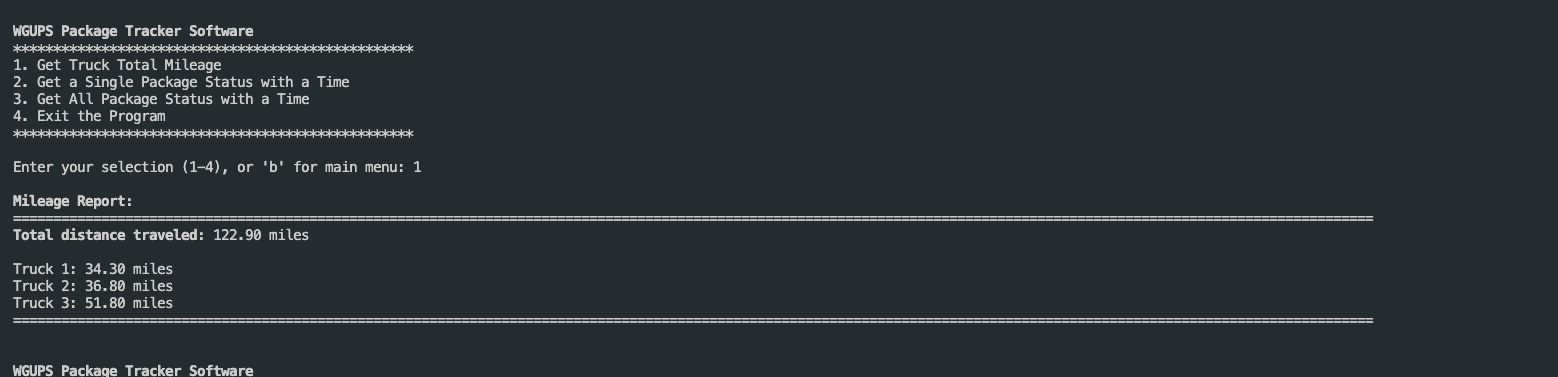 WGUPS Package Tracker Software
**************************************************
1. Get Truck Total Mileage
2. Get a Single Package Status with a Time
3. Get All Package Status with a Time
4. Exit the Program
**************************************************
Enter your selection (1-4), or 'b' for main menu: 1
Mileage Report:
==========================================================================================================================================================================
Total distance traveled: 122.90 miles
Truck 1: 34.30 miles
Truck 2: 36.80 miles
Truck 3: 51.80 miles
==========================================================================================================================================================================
WGUPS Package Tracker Software